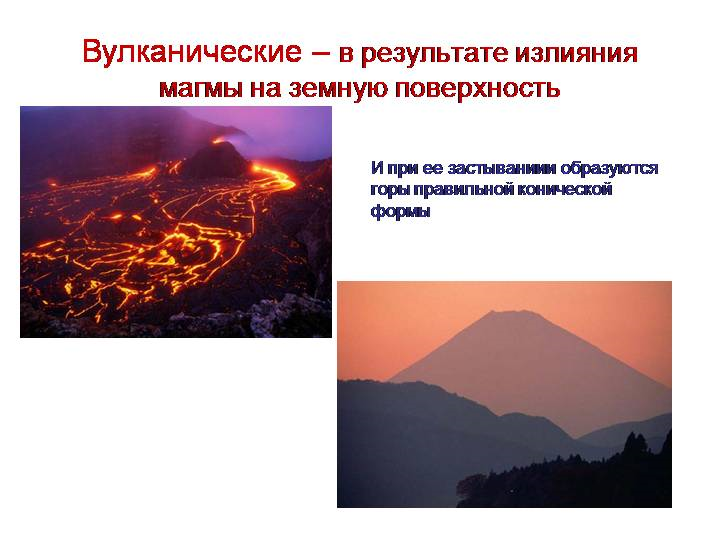 Вулканические – в результате излияния
магмы на земную поверхность
И при ее застывании образуются
горы правильной конической
формы